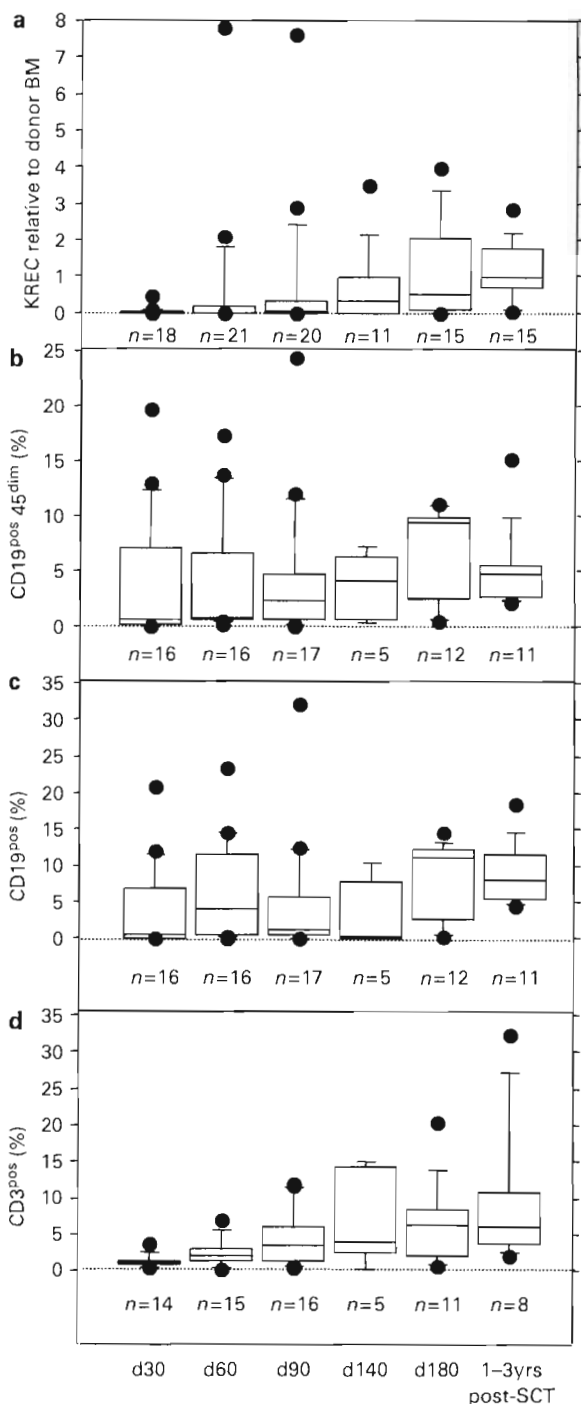 a
KREC relative to donor BM
8
7
6
5
4
3
2
1
0
n=18 n=21 n=20 n=11 n=15 n=15
b
CD19pos 45dim (%)
25
20
15
10
5
0
n=16 n=16 n=17 n=5 n=12 n=11
c
CD19pos (%)
35
30
25
20
15
10
5
0
n=16 n=16 n=17 n=5 n=12 n=11
d
CD3pos (%)
35
30
25
20
15
10
5
0
n=14 n=15 n=16 n=5 n=11 n=8
d30 d60 d90 d140 d180 1–3yrs
post-SCT